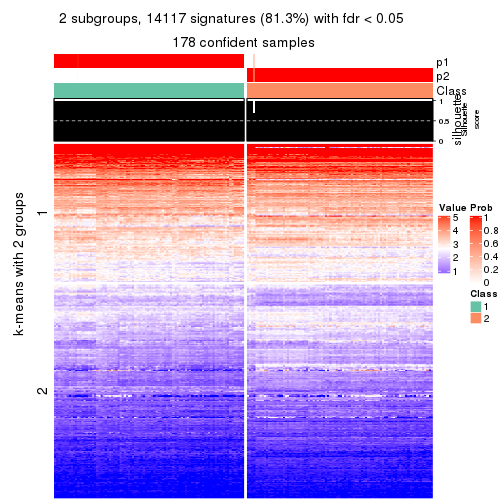 2 subgroups, 14117 signatures (81.3%) with fdr < 0.05
178 confident samples
p1
p2
Class
1
0.5
0
silhouette
Silhouette
score
k-means with 2 groups
1
2
Value
5
4
3
2
1
Prob
1
0.8
0.6
0.4
0.2
0
Class
1
2